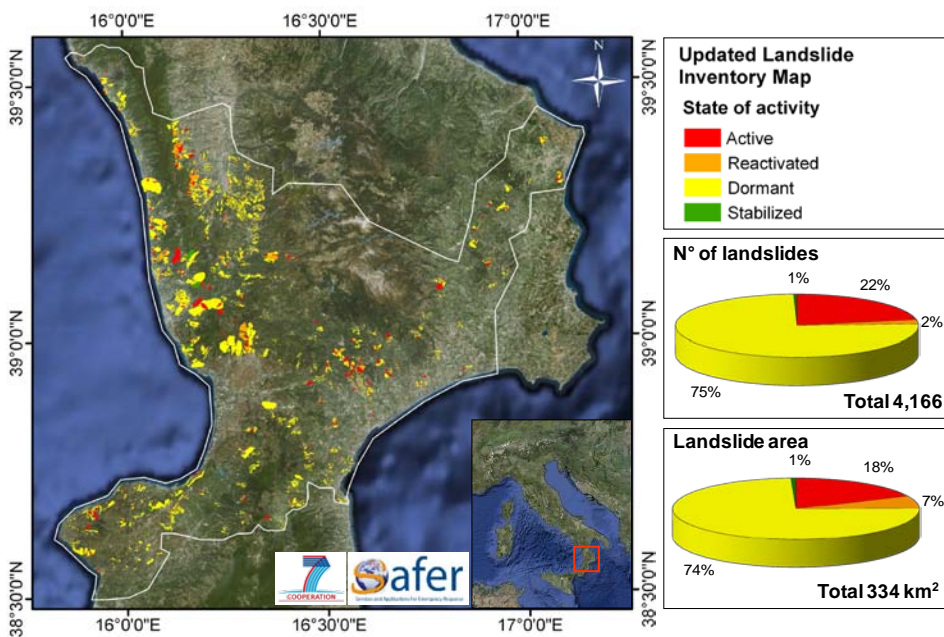 16°0'0"E
16°30'0"E
17°0'0"E
39°30'0"N
39°0'0"N
38°30'0"N
39°30'0"N
39°0'0"N
38°30'0"N
16°0'0"E
16°30'0"E
17°0'0"E
N
7
COOPERATION
Safer
Services and Applications For Emergency Response
Updated Landslide
Inventory Map
State of activity
Active
Reactivated
Dormant
Stabilized
N° of landslides
1%
22%
2%
75%
Total 4,166
Landslide area
1%
18%
7%
74%
Total 334 km²